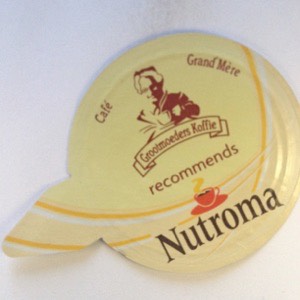 Café Grand Mère
Grootmoeders Koffie
recommends
Nutroma